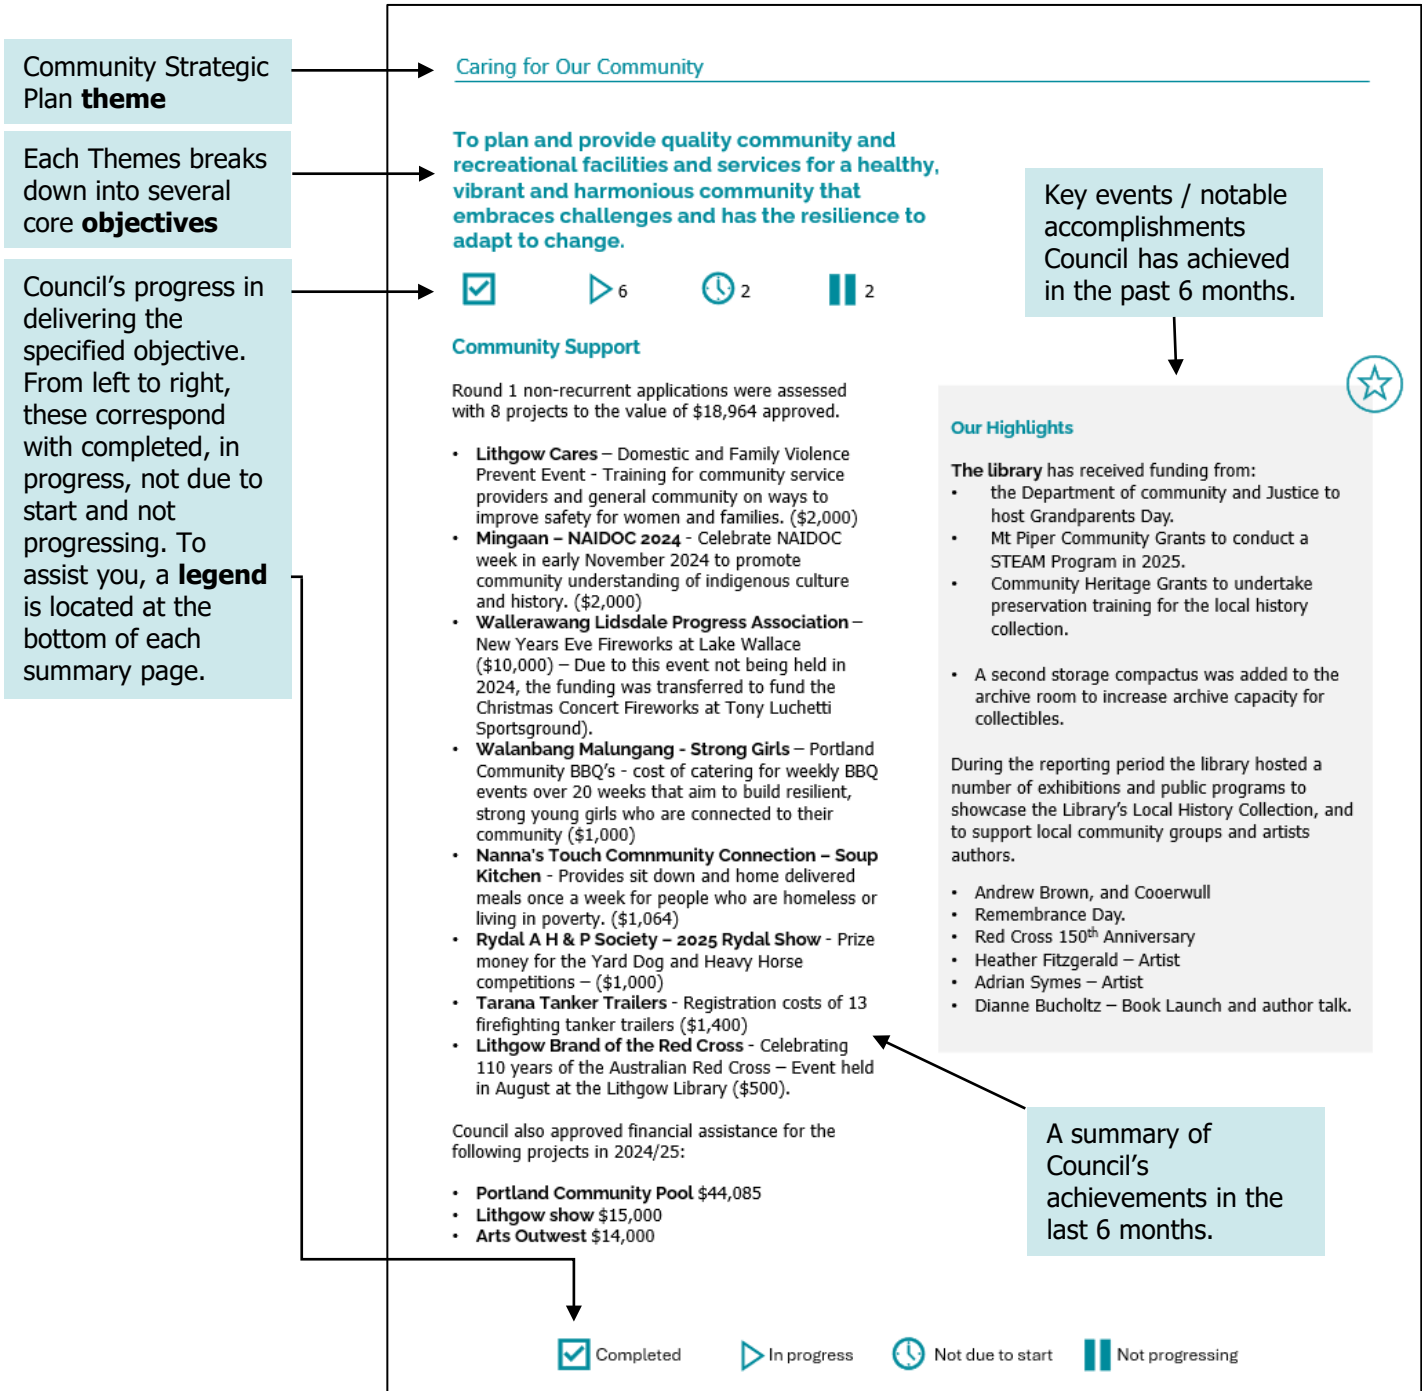 Community Strategic
Plan theme
Each Themes breaks
down into several
core objectives
Council's progress in
delivering the
specified objective.
From left to right,
these correspond
with completed, in
progress, not due to
start and not
progressing. To
assist you, a legend
is located at the
bottom of each
summary page.
Caring for Our Community
To plan and provide quality community and
recreational facilities and services for a healthy,
vibrant and harmonious community that
embraces challenges and has the resilience to
adapt to change.
6 2 2
Community Support
Round 1 non-recurrent applications were assessed
with 8 projects to the value of $18,964 approved.
• Lithgow Cares – Domestic and Family Violence
Prevent Event - Training for community service
providers and general community on ways to
improve safety for women and families. ($2,000)
• Mingaan – NAIDOC 2024 - Celebrate NAIDOC
week in early November 2024 to promote
community understanding of indigenous culture
and history. ($2,000)
• Wallerawang Lidsdale Progress Association –
New Years Eve Fireworks at Lake Wallace
($10,000) – Due to this event not being held in
2024, the funding was transferred to fund the
Christmas Concert Fireworks at Tony Luchetti
Sportsground).
• Walanbang Malungang - Strong Girls – Portland
Community BBQ's - cost of catering for weekly BBQ
events over 20 weeks that aim to build resilient,
strong young girls who are connected to their
community ($1,000)
• Nanna's Touch Comnmunity Connection – Soup
Kitchen - Provides sit down and home delivered
meals once a week for people who are homeless or
living in poverty. ($1,064)
• Rydal A H & P Society – 2025 Rydal Show - Prize
money for the Yard Dog and Heavy Horse
competitions – ($1,000)
• Tarana Tanker Trailers - Registration costs of 13
firefighting tanker trailers ($1,400)
• Lithgow Brand of the Red Cross - Celebrating
110 years of the Australian Red Cross – Event held
in August at the Lithgow Library ($500).
Council also approved financial assistance for the
following projects in 2024/25:
• Portland Community Pool $44,085
• Lithgow show $15,000
• Arts Outwest $14,000
Key events / notable
accomplishments
Council has achieved
in the past 6 months.
Our Highlights
The library has received funding from:
• the Department of community and Justice to
host Grandparents Day.
• Mt Piper Community Grants to conduct a
STEAM Program in 2025.
• Community Heritage Grants to undertake
preservation training for the local history
collection.
• A second storage compactus was added to the
archive room to increase archive capacity for
collectibles.
During the reporting period the library hosted a
number of exhibitions and public programs to
showcase the Library's Local History Collection, and
to support local community groups and artists
authors.
• Andrew Brown, and Cooerwull
• Remembrance Day.
• Red Cross 150th Anniversary
• Heather Fitzgerald – Artist
• Adrian Symes – Artist
• Dianne Bucholtz – Book Launch and author talk.
A summary of
Council's
achievements in the
last 6 months.
Completed In progress Not due to start Not progressing